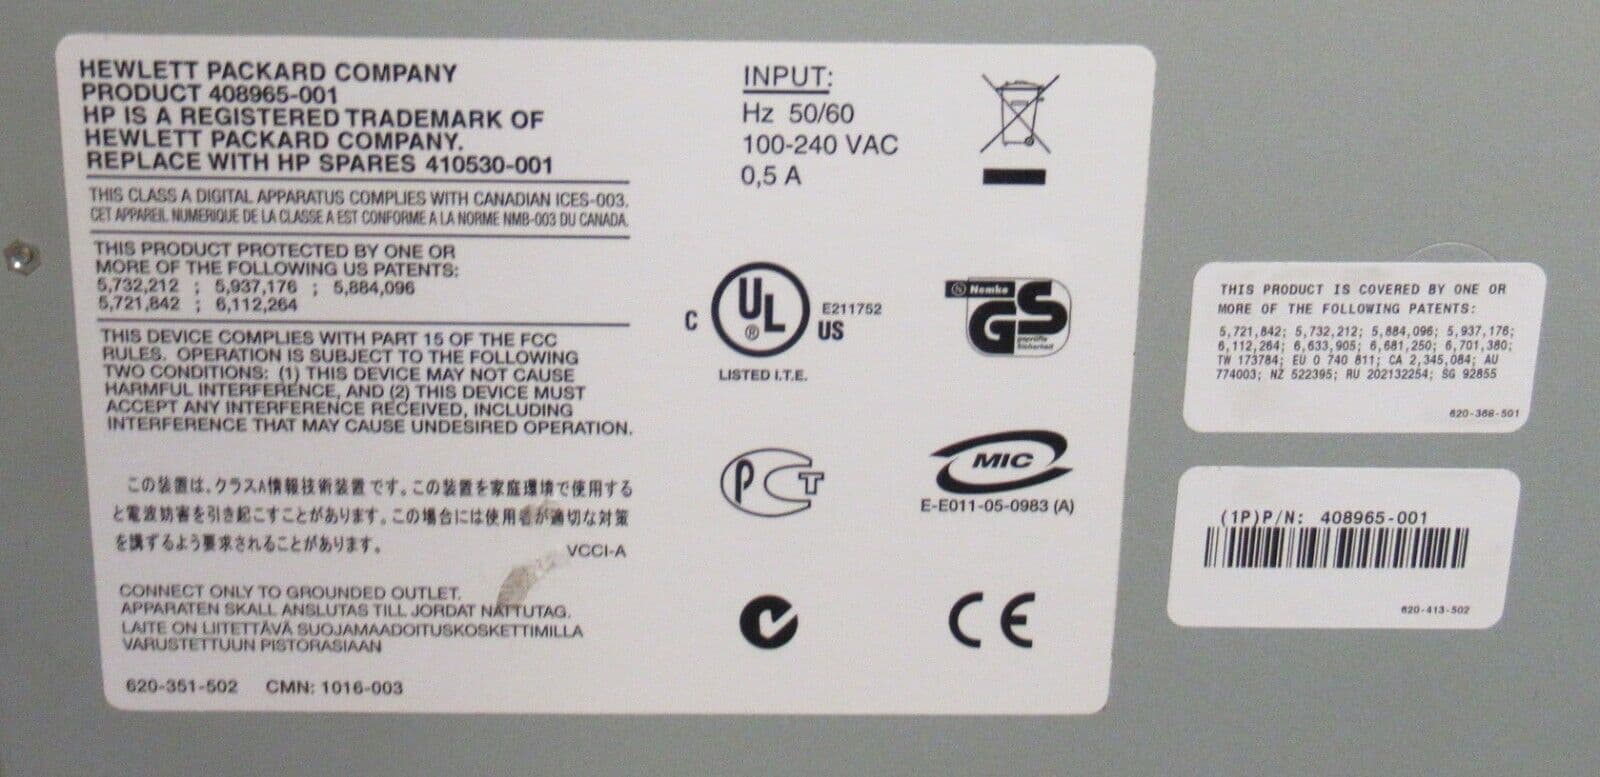 HEWLETT PACKARD COMPANY
PRODUCT 408965-001
HP IS A REGISTERED TRADEMARK OF
HEWLETT PACKARD COMPANY.
REPLACE WITH HP SPARES 410530-001
THIS CLASS A DIGITAL APPARATUS COMPLIES WITH CANADIAN ICES-003.
CET APPAREIL NUMERIQUE DE LA CLASSE A EST CONFORME A LA NORME NMB-003 DU CANADA.
THIS PRODUCT PROTECTED BY ONE OR
MORE OF THE FOLLOWING US PATENTS:
5,732,212 ; 5,937,176 ; 5,884,096
5,721,842 ; 6,112,264
THIS DEVICE COMPLIES WITH PART 15 OF THE FCC
RULES. OPERATION IS SUBJECT TO THE FOLLOWING
TWO CONDITIONS: (1) THIS DEVICE MAY NOT CAUSE
HARMFUL INTERFERENCE, AND (2) THIS DEVICE MUST
ACCEPT ANY INTERFERENCE RECEIVED, INCLUDING
INTERFERENCE THAT MAY CAUSE UNDESIRED OPERATION.
この装置は、クラスA情報技術装置です。この装置を家庭環境で使用する
と電波妨害を引き起こすことがあります。この場合には使用者が適切な対策
を講ずるよう要求されることがあります。
VCCI-A
CONNECT ONLY TO GROUNDED OUTLET.
APPARATEN SKALL ANSLUTAS TILL JORDAT NATTUTAG.
LAITE ON LIITETTÄVÄ SUOJAMAADOITUSKOSKETTIMILLA
VARUSTETTUUN PISTORASIAAN
620-351-502 CMN: 1016-003
INPUT:
Hz 50/60
100-240 VAC
0,5 A
C UL ® US
E211752
LISTED I.T.E.
N Nemko
GS
geprüfte
Sicherheit
PCT
MIC
E-E011-05-0983 (A)
CE
THIS PRODUCT IS COVERED BY ONE OR
MORE OF THE FOLLOWING PATENTS:
5,721,842; 5,732,212; 5,884,096; 5,937,176;
6,112,264; 6,633,905; 6,681,250; 6,701,380;
TW 173784; EU 0 740 811; CA 2,345,084; AU
774003; NZ 522395; RU 202132254; SG 92855
620-368-501
(1P)P/N: 408965-001
620-413-502